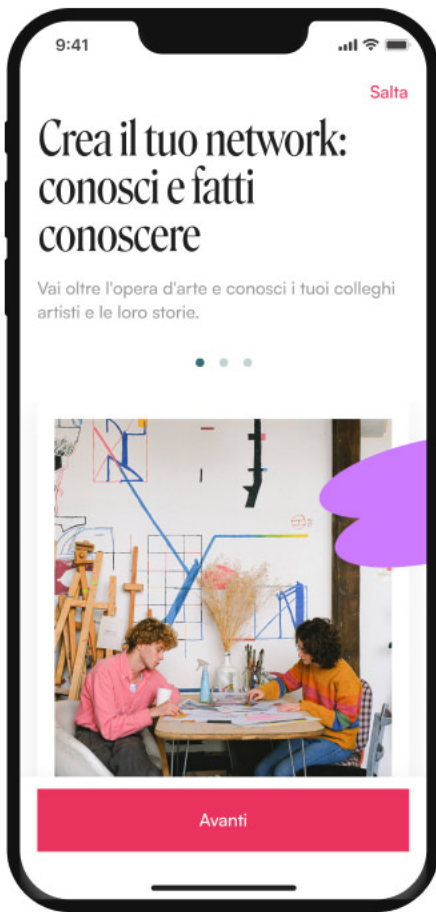 9:41
Salta
Crea il tuo network:
conosci e fatti
conoscere
Vai oltre l'opera d'arte e conosci i tuoi colleghi
artisti e le loro storie.
Avanti